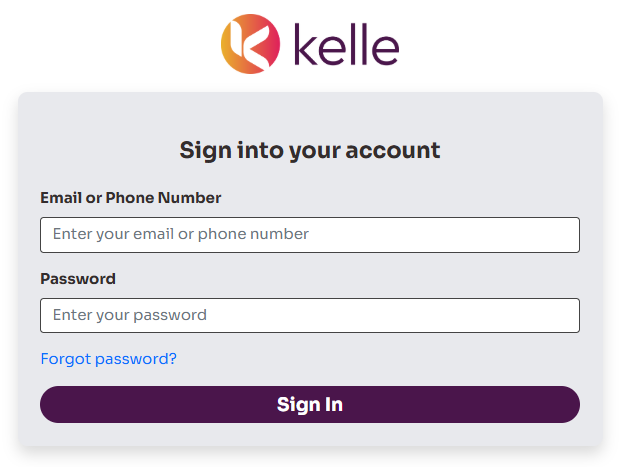 kelle
Sign into your account
Email or Phone Number
Enter your email or phone number
Password
Enter your password
Forgot password?
Sign In